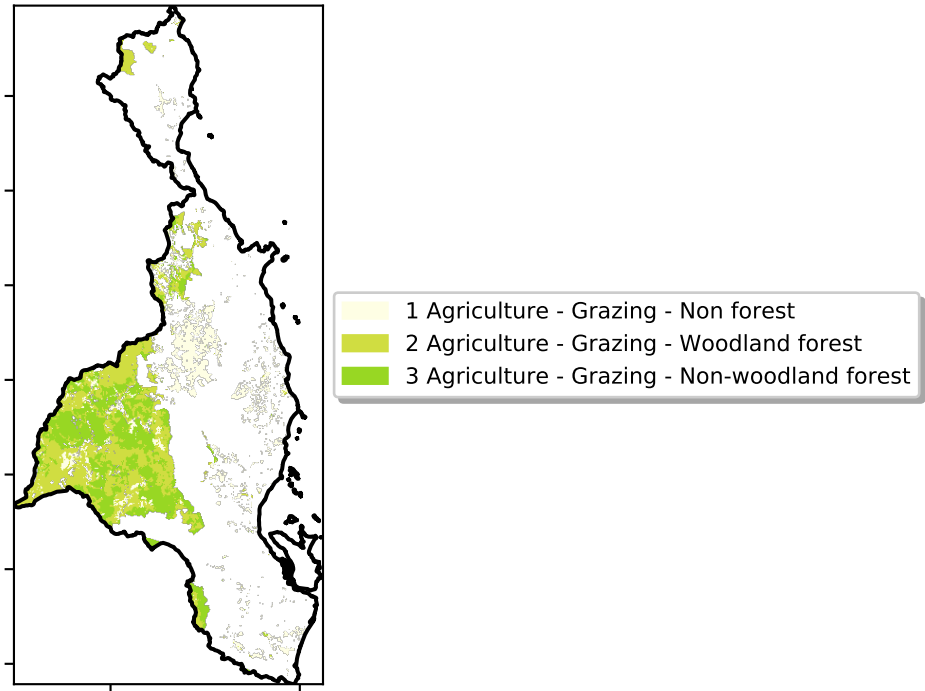 1 Agriculture - Grazing - Non forest
2 Agriculture - Grazing - Woodland forest
3 Agriculture - Grazing - Non-woodland forest